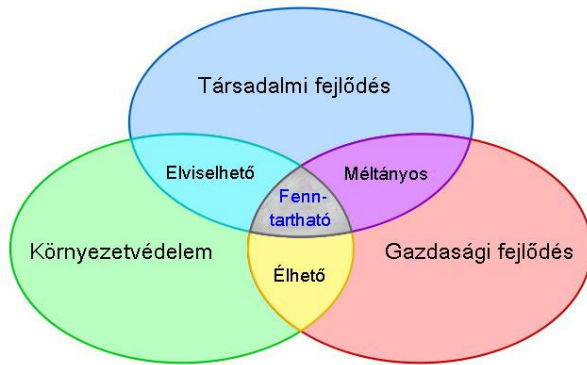 Társadalmi fejlődés
Elviselhető
Méltányos
Fenn-
tartható
Környezetvédelem
Gazdasági fejlődés
Élhető